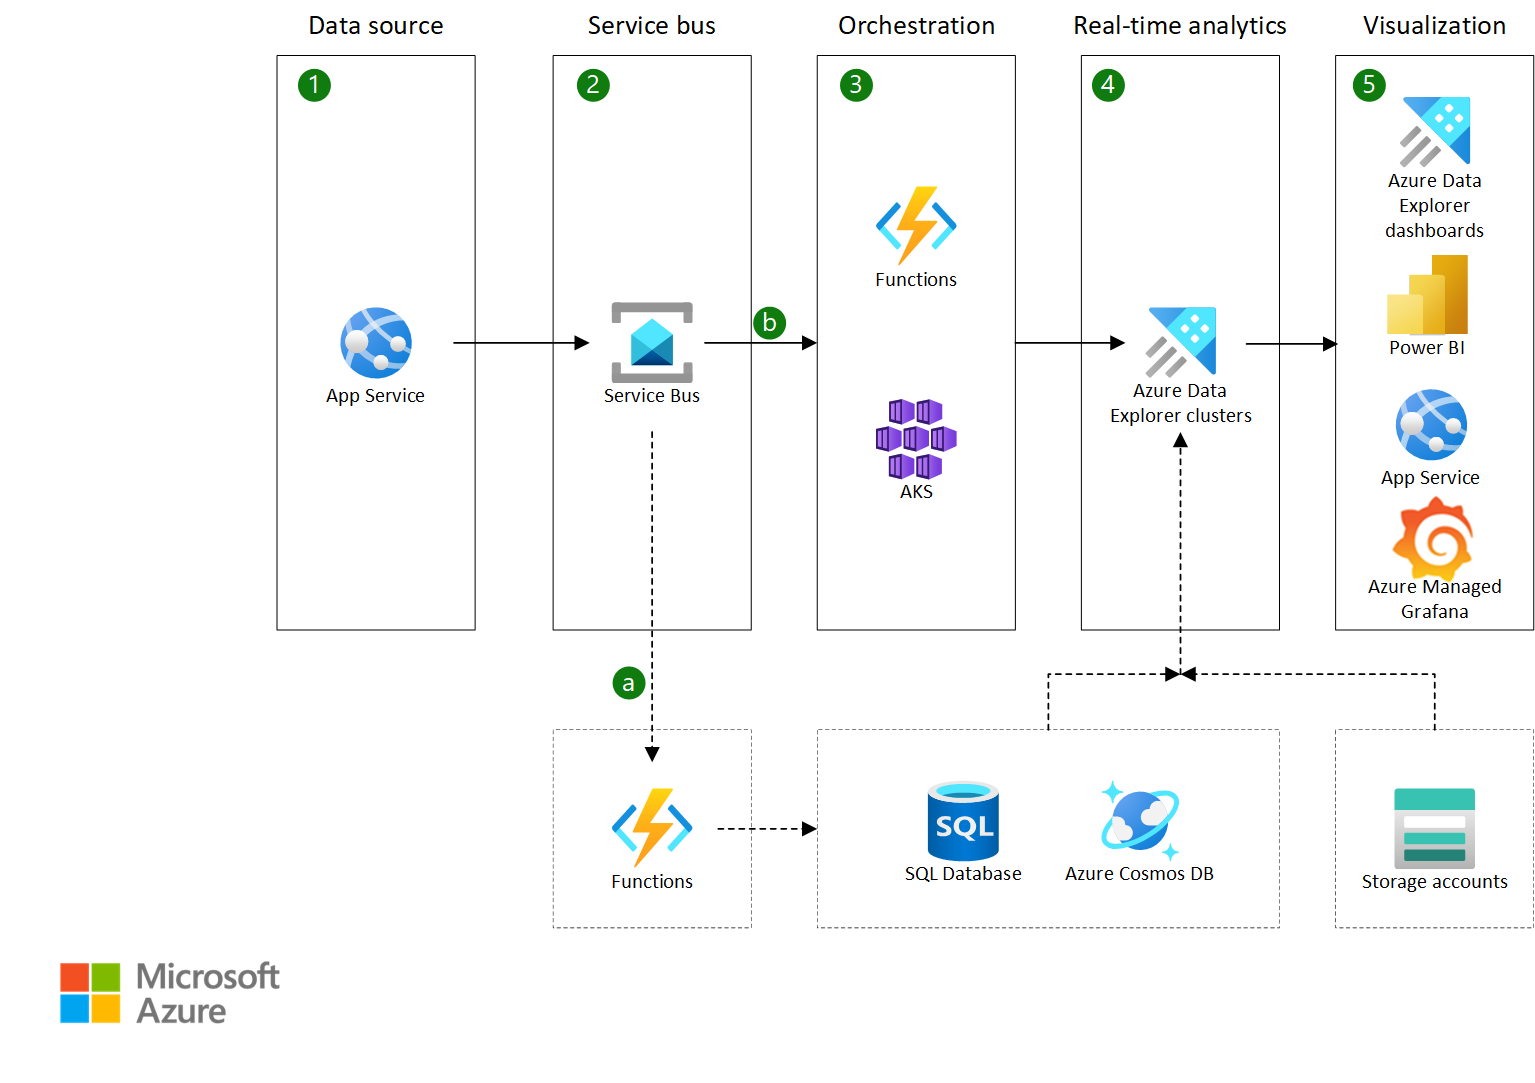 Data source
Service bus
Orchestration
Real-time analytics
Visualization
1
2
3
4
5
App Service
Service Bus
b
Functions
AKS
Azure Data
Explorer clusters
Azure Data
Explorer
dashboards
Power BI
App Service
Azure Managed
Grafana
a
Functions
SQL
SQL Database
Azure Cosmos DB
Storage accounts
Microsoft
Azure